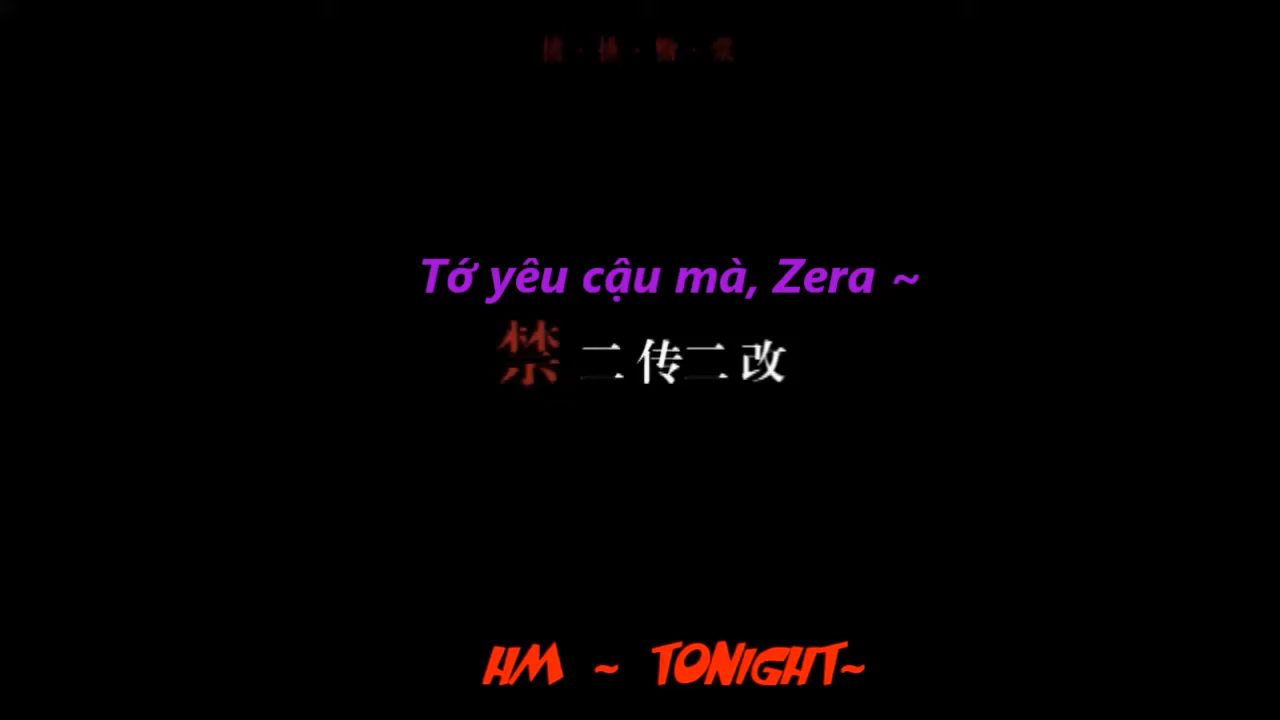 Tớ yêu cậu mà, Zera ~
禁 二传二改
HM ~ TONIGHT~